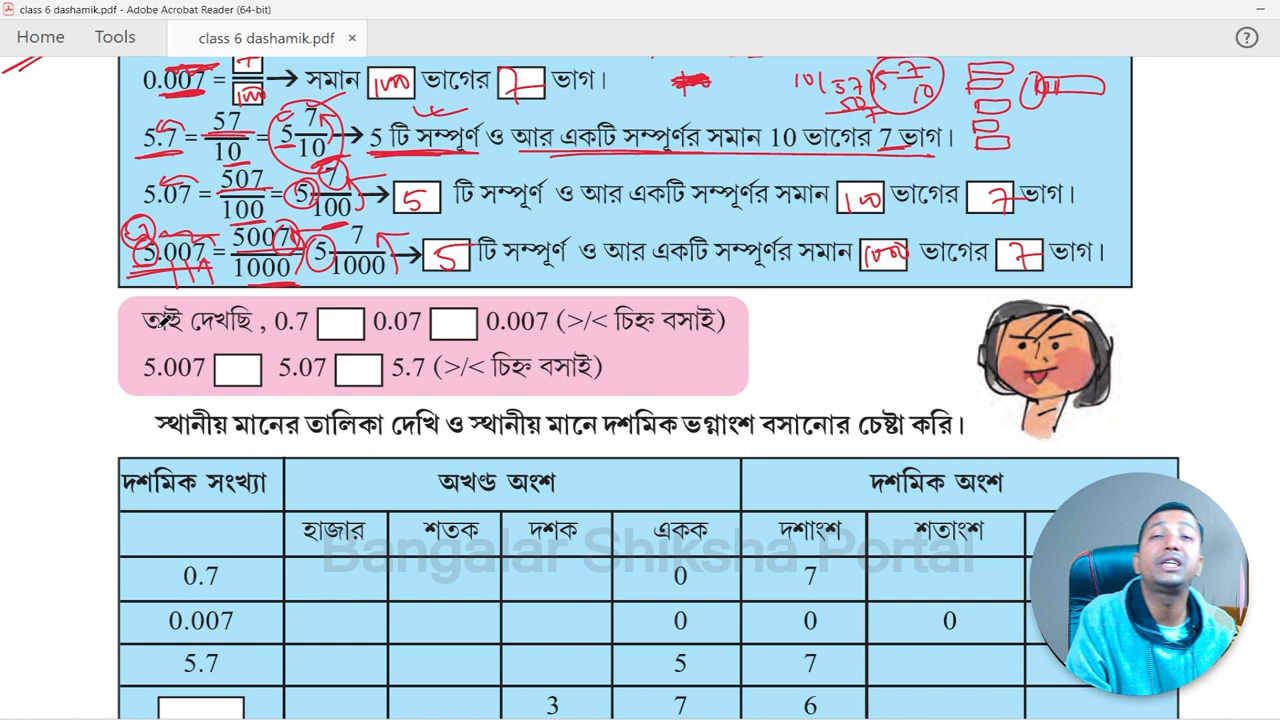 class 6 dashamik.pdf - Adobe Acrobat Reader (64-bit)
Home Tools class 6 dashamik.pdf × ?
0.007 = → সমান 100 ভাগের 7 ভাগ। 10 57 7/10
5.7 = 57/10 = 5 7/10 → 5 টি সম্পূর্ণ ও আর একটি সম্পূর্ণর সমান 10 ভাগের 7 ভাগ।
5.07 = 507/100 = 5 7/100 → 5 টি সম্পূর্ণ ও আর একটি সম্পূর্ণর সমান 100 ভাগের 7 ভাগ।
5.007 = 5007/1000 = 5 7/1000 → 5 টি সম্পূর্ণ ও আর একটি সম্পূর্ণর সমান 1000 ভাগের 7 ভাগ।
তাই দেখছি , 0.7 0.07 0.007 (>/< চিহ্ন বসাই)
5.007 5.07 5.7 (>/< চিহ্ন বসাই)
স্থানীয় মানের তালিকা দেখি ও স্থানীয় মানে দশমিক ভগ্নাংশ বসানোর চেষ্টা করি।
দশমিক সংখ্যা অখণ্ড অংশ দশমিক অংশ
হাজার শতক দশক একক দশাংশ শতাংশ
Bangalar Shiksha Portal
0.7 0 7
0.007 0 0 0
5.7 5 7
3 7 6